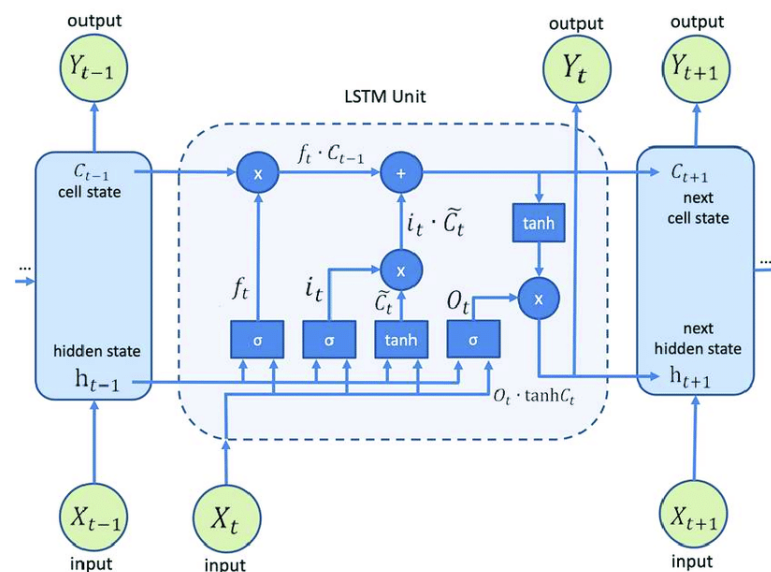 output
output
output
Y_{t-1}
Y_t
Y_{t+1}
LSTM Unit
C_{t-1}
cell state
x
f_t · C_{t-1}
+
C_{t+1}
next
cell state
tanh
i_t · C̃_t
x
x
...
...
f_t
i_t
C̃_t
O_t
σ
σ
tanh
σ
hidden state
h_{t-1}
next
hidden state
h_{t+1}
O_t · tanhC_t
X_{t-1}
X_t
X_{t+1}
input
input
input